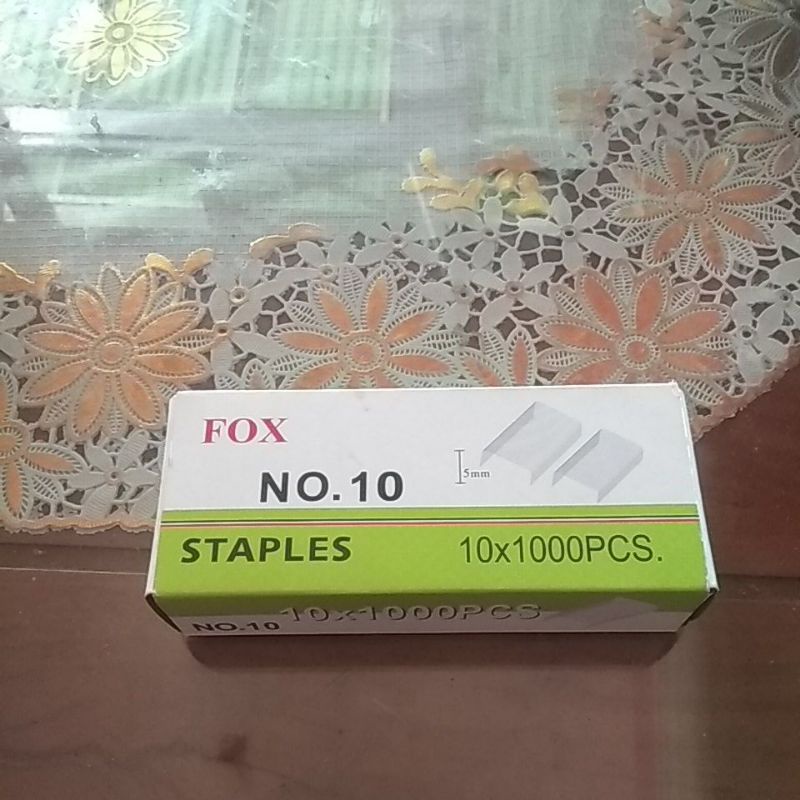 FOX
5mm
NO.10
STAPLES 10x1000PCS.
NO.10 10x1000PCS